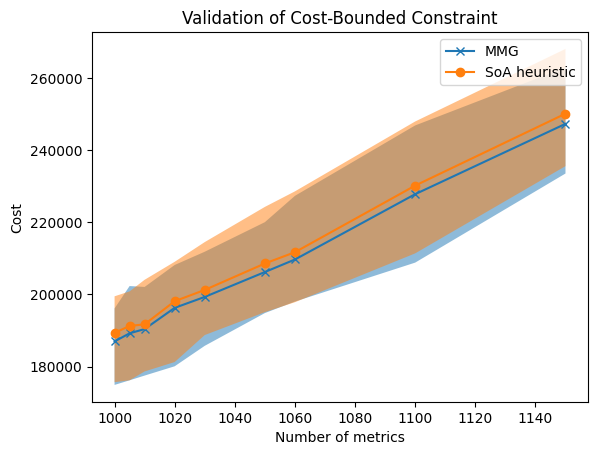 Validation of Cost-Bounded Constraint
MMG
SoA heuristic
260000
240000
220000
200000
180000
Cost
1000 1020 1040 1060 1080 1100 1120 1140
Number of metrics